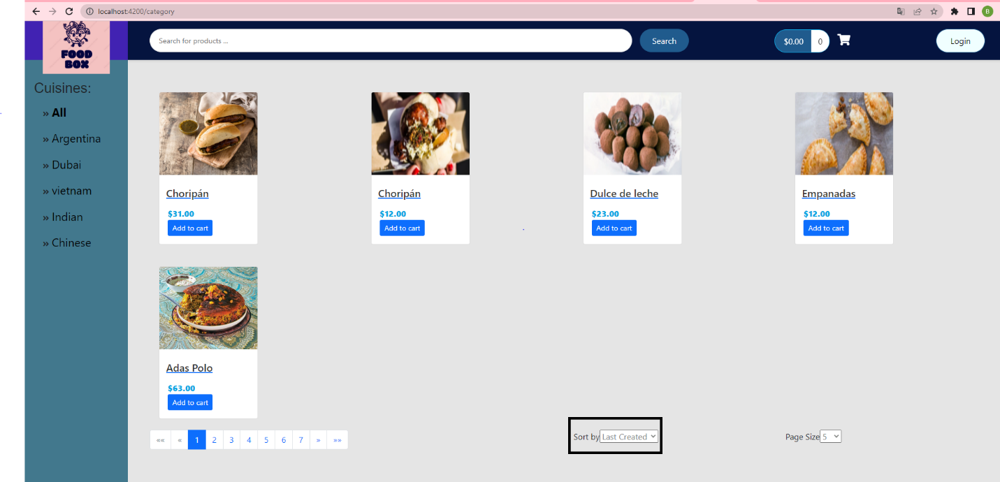 localhost:4200/category
B
FOOD
BOX
Search for products ...
Search
$0.00 0
Login
Cuisines:
» All
» Argentina
» Dubai
» vietnam
» Indian
» Chinese
Choripán
$31.00
Add to cart
Choripán
$12.00
Add to cart
Dulce de leche
$23.00
Add to cart
Empanadas
$12.00
Add to cart
Adas Polo
$63.00
Add to cart
«« « 1 2 3 4 5 6 7 » »»
Sort by Last Created
Page Size 5